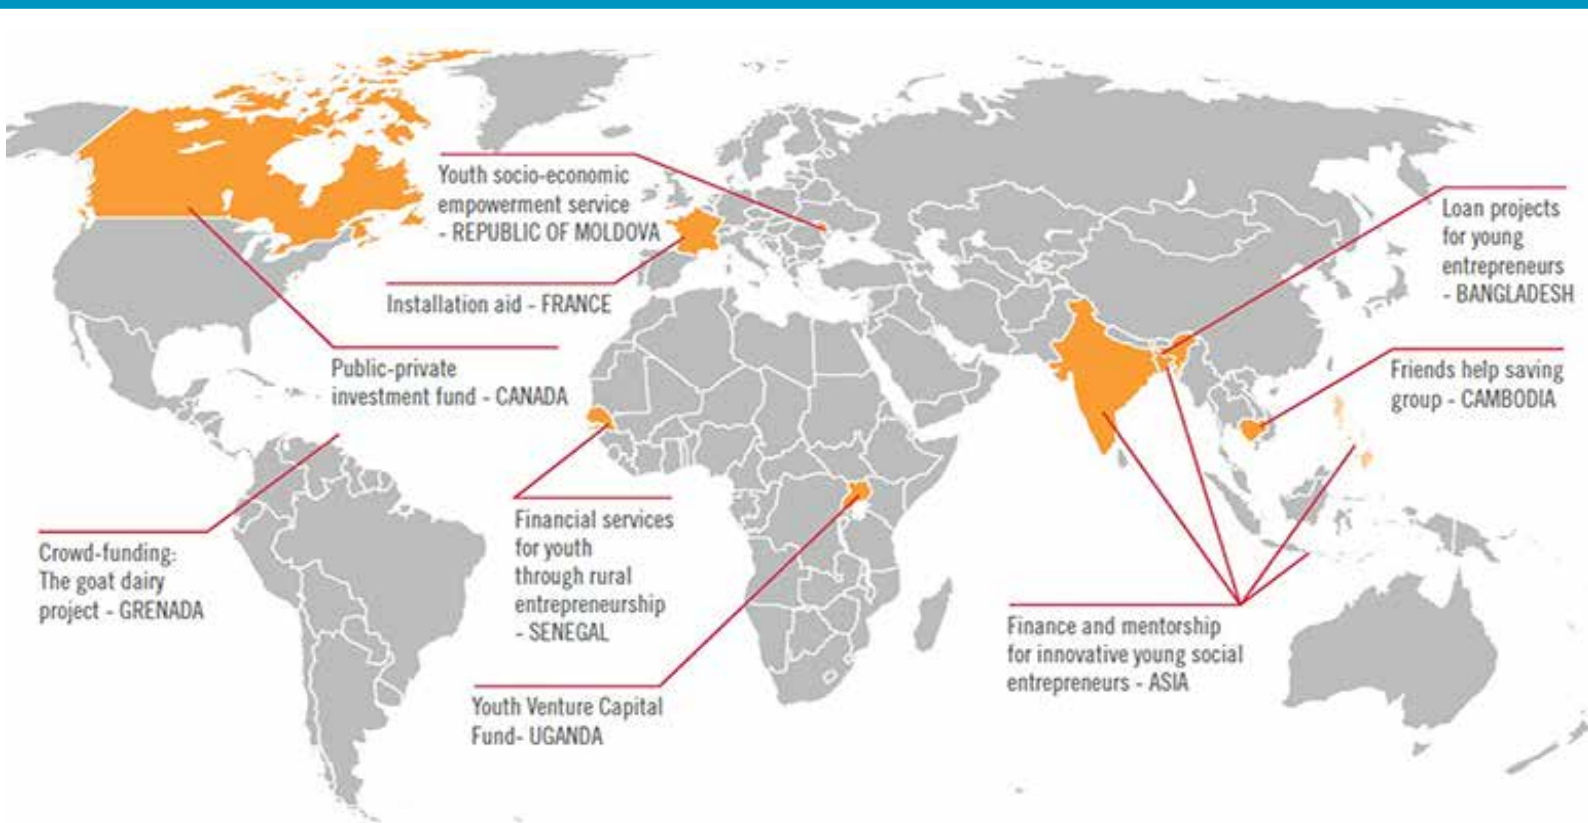 Youth socio-economic
empowerment service
- REPUBLIC OF MOLDOVA
Installation aid - FRANCE
Public-private
investment fund - CANADA
Crowd-funding:
The goat dairy
project - GRENADA
Financial services
for youth
through rural
entrepreneurship
- SENEGAL
Youth Venture Capital
Fund- UGANDA
Loan projects
for young
entrepreneurs
- BANGLADESH
Friends help saving
group - CAMBODIA
Finance and mentorship
for innovative young social
entrepreneurs - ASIA